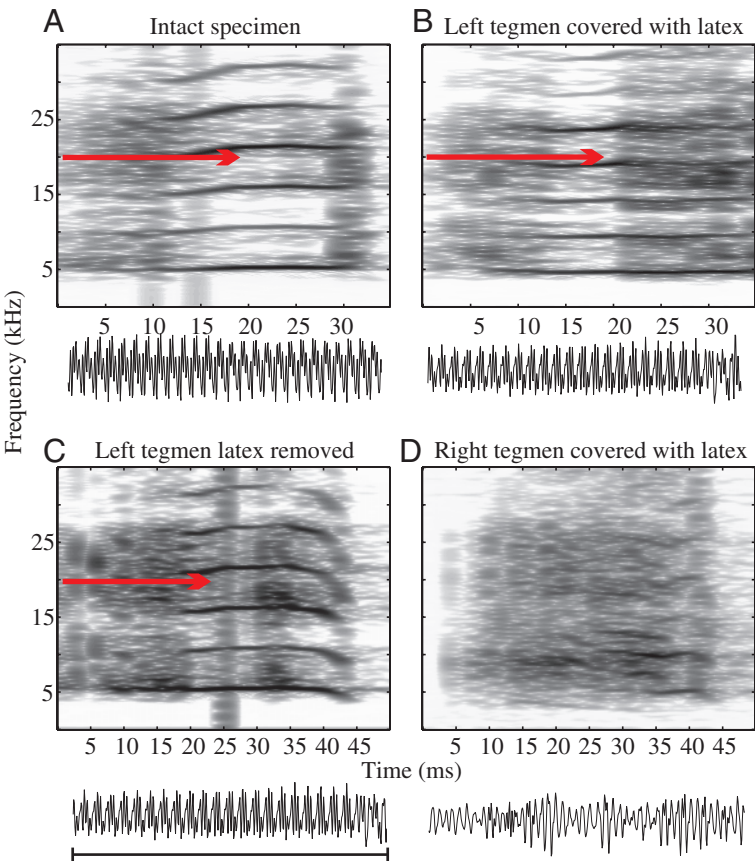 A Intact specimen
B Left tegmen covered with latex
25
15
5
5 10 15 20 25 30
5 10 15 20 25 30
Frequency (kHz)
C Left tegmen latex removed
D Right tegmen covered with latex
25
15
5
5 10 15 20 25 30 35 45
5 10 15 20 25 30 35 45
Time (ms)